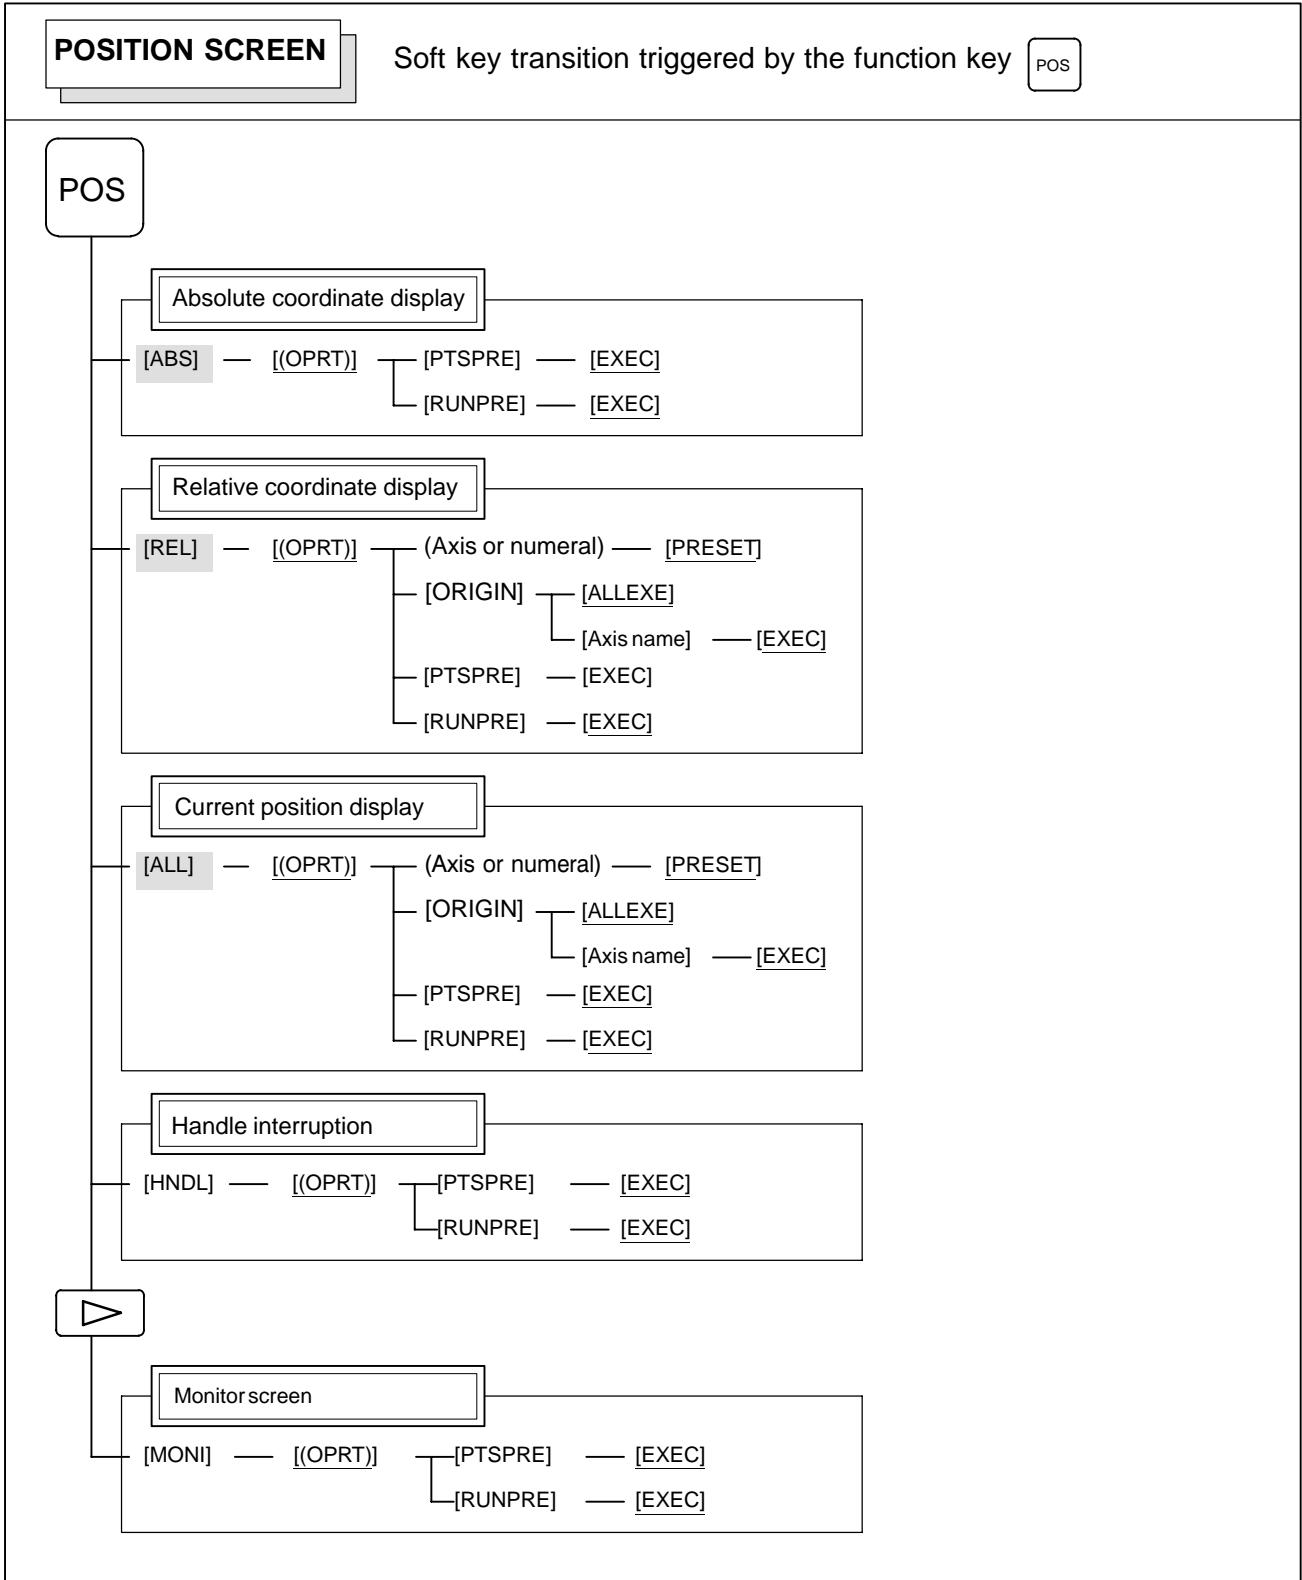 POSITION SCREEN
Soft key transition triggered by the function key POS
POS
Absolute coordinate display
[ABS] [(OPRT)] [PTSPRE] [EXEC]
[RUNPRE] [EXEC]
Relative coordinate display
[REL] [(OPRT)] (Axis or numeral) [PRESET]
[ORIGIN] [ALLEXE]
[Axis name] [EXEC]
[PTSPRE] [EXEC]
[RUNPRE] [EXEC]
Current position display
[ALL] [(OPRT)] (Axis or numeral) [PRESET]
[ORIGIN] [ALLEXE]
[Axis name] [EXEC]
[PTSPRE] [EXEC]
[RUNPRE] [EXEC]
Handle interruption
[HNDL] [(OPRT)] [PTSPRE] [EXEC]
[RUNPRE] [EXEC]
Monitor screen
[MONI] [(OPRT)] [PTSPRE] [EXEC]
[RUNPRE] [EXEC]